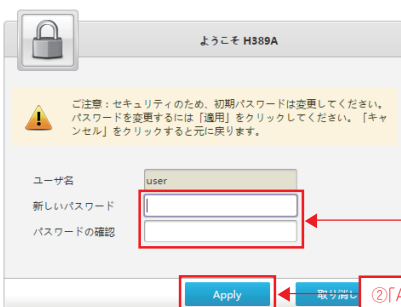 ようこそ H389A
ご注意：セキュリティのため、初期パスワードは変更してください。
パスワードを変更するには「適用」をクリックしてください。「キャ
ンセル」をクリックすると元に戻ります。
ユーザ名 user
新しいパスワード
パスワードの確認
Apply 取り消し ②「A